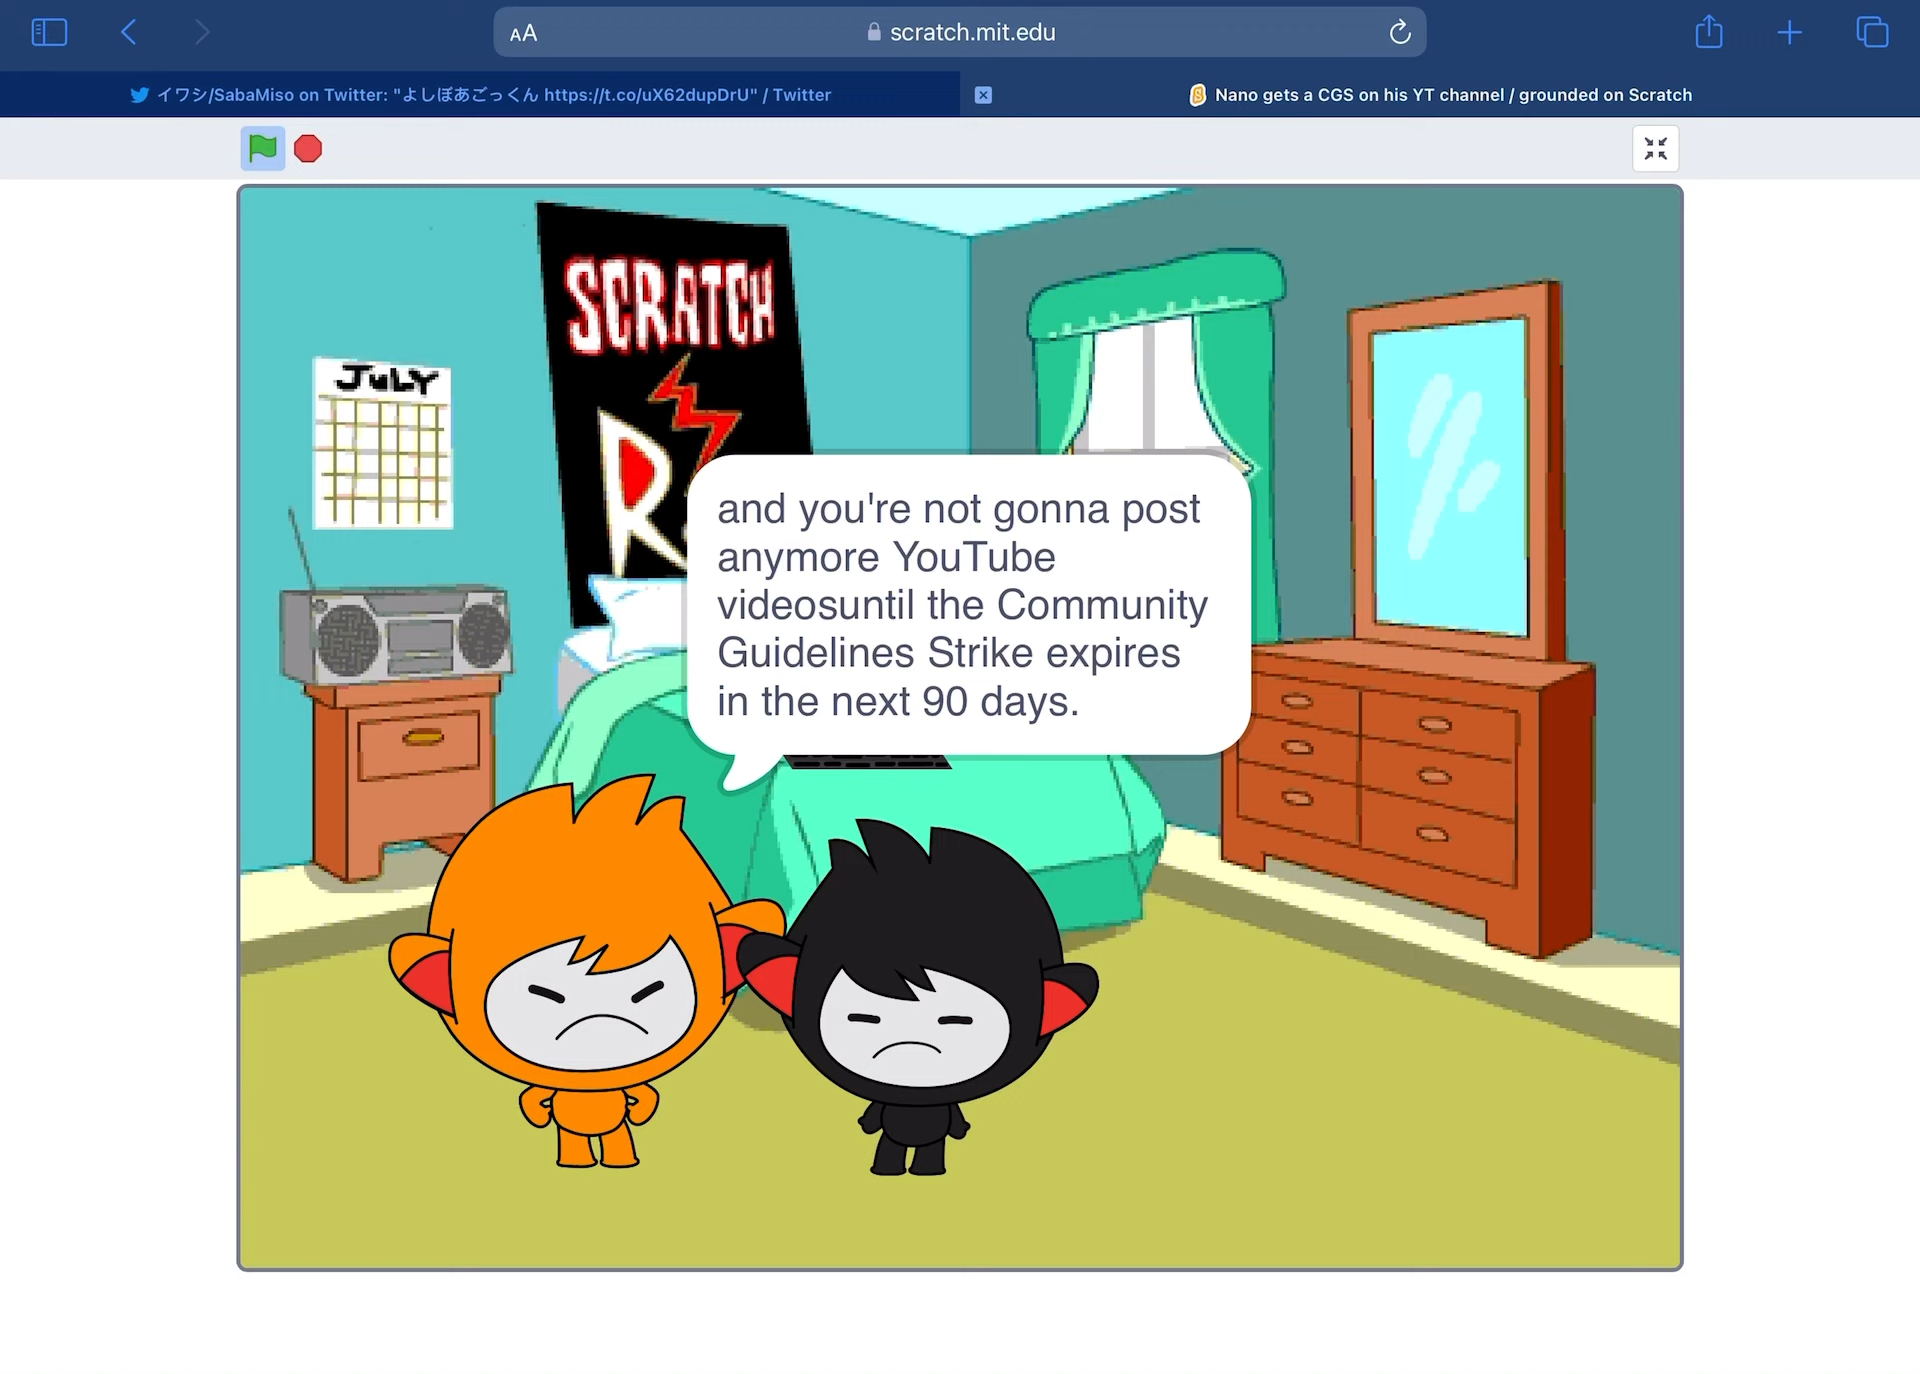 AA
scratch.mit.edu
イワシ/SabaMiso on Twitter: "よしぼあごっくん https://t.co/uX62dupDrU" / Twitter
Nano gets a CGS on his YT channel / grounded on Scratch
SCRATCH
JULY
R
and you're not gonna post
anymore YouTube
videosuntil the Community
Guidelines Strike expires
in the next 90 days.